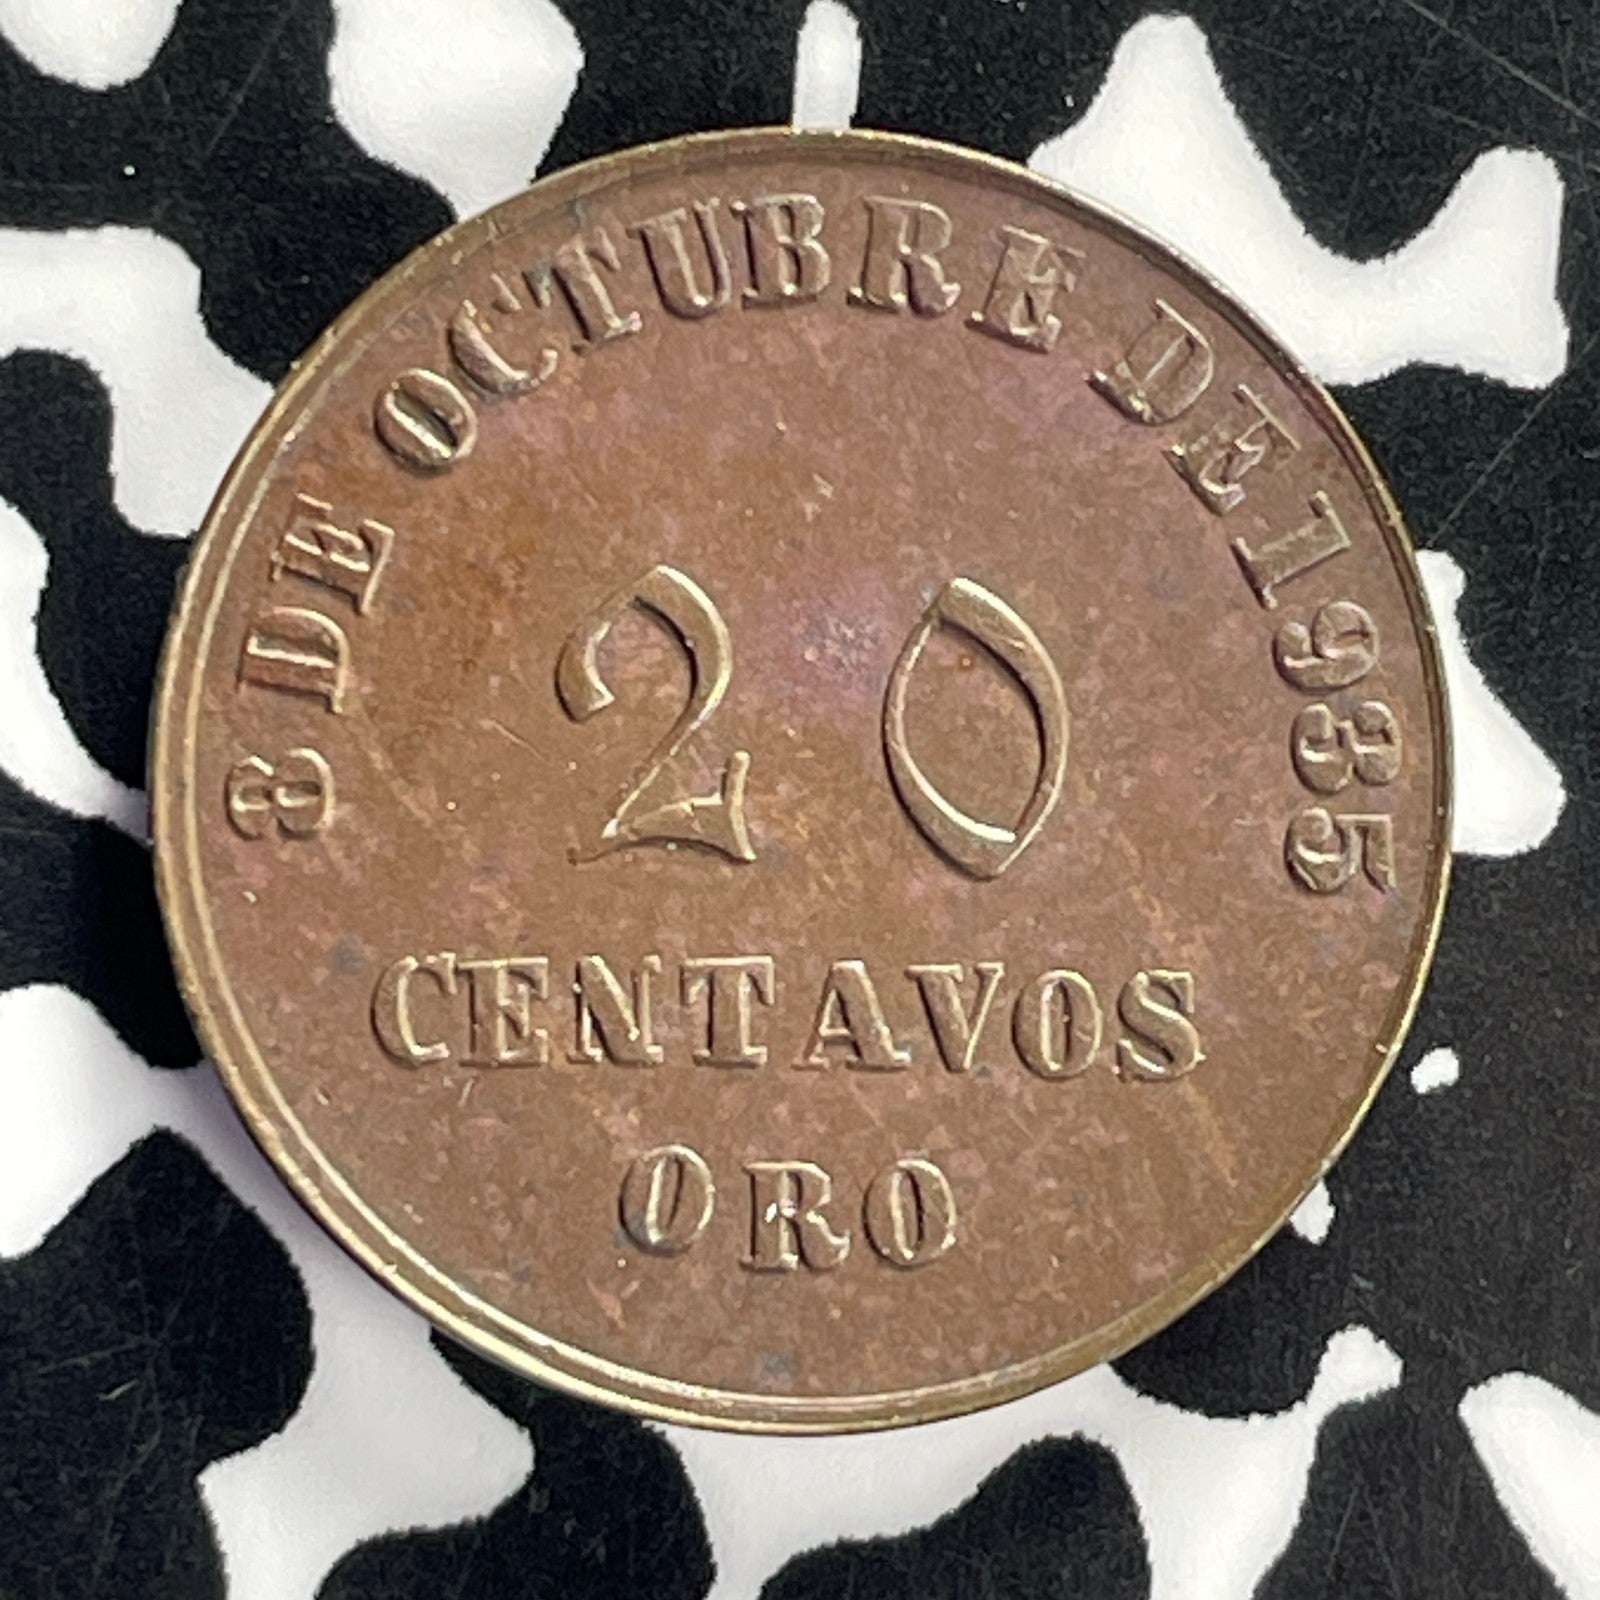 8 DE OCTUBRE DE 1935
20
CENTAVOS
ORO